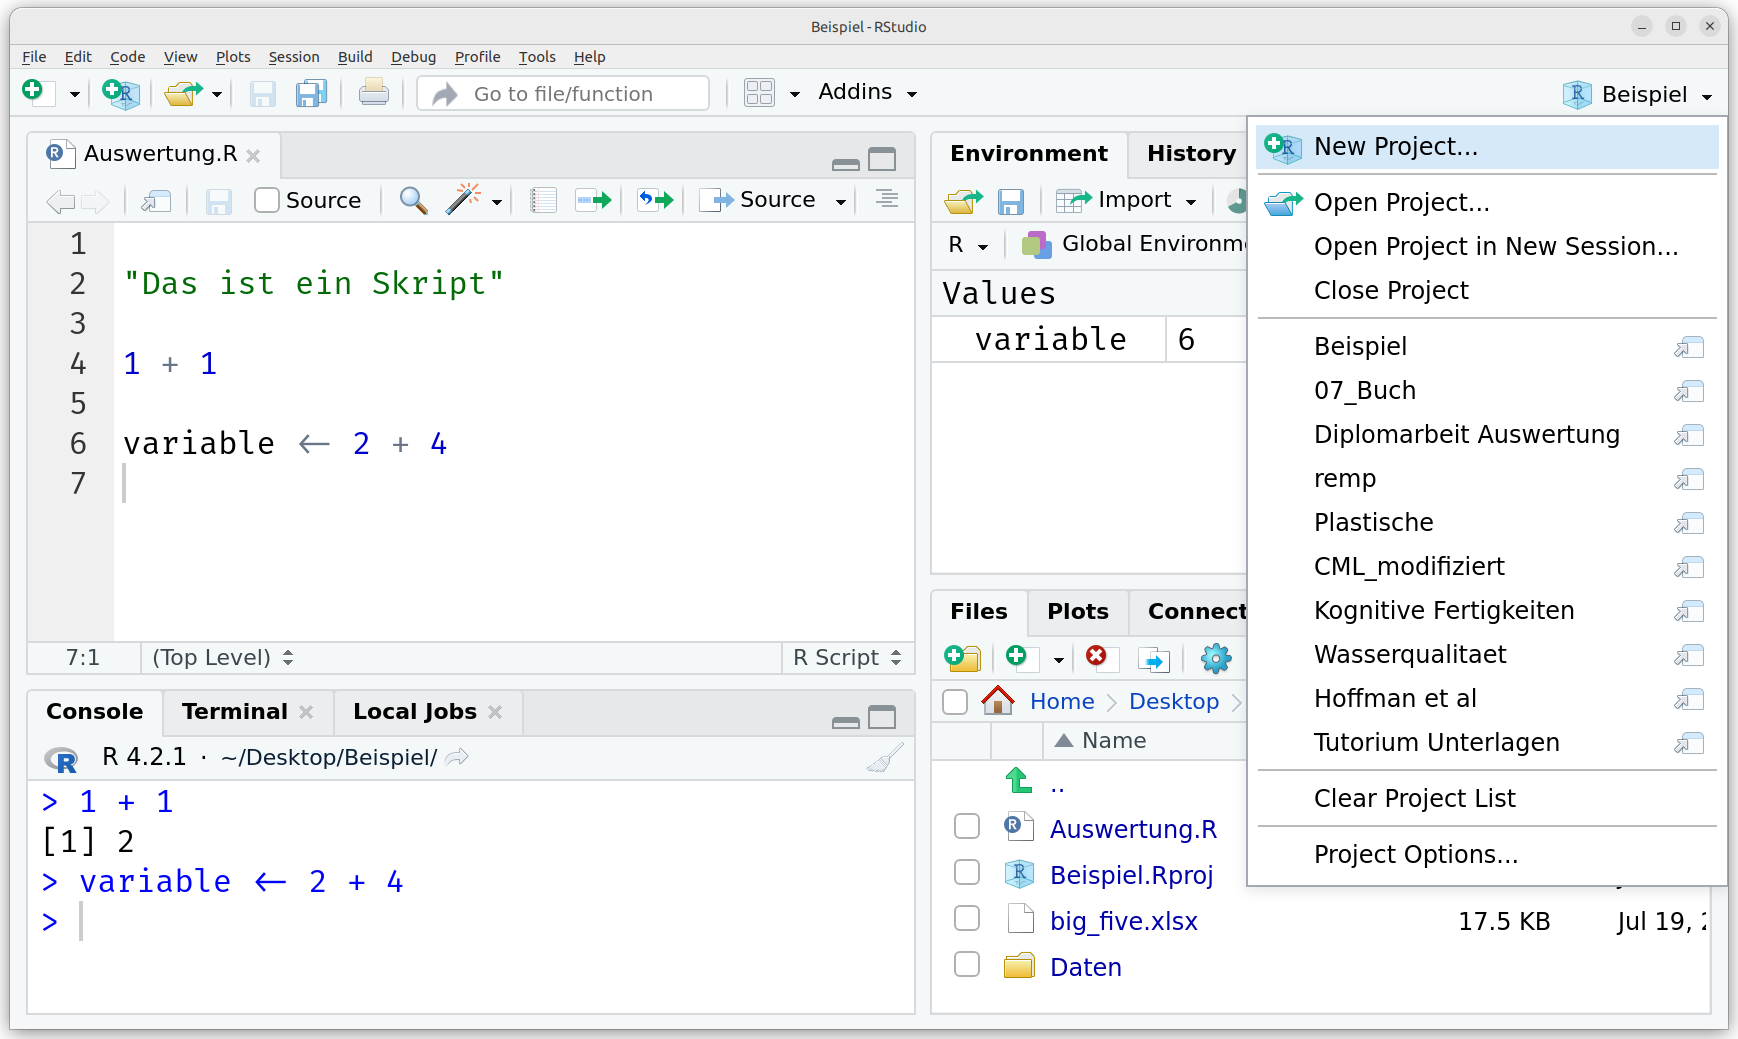 Beispiel - RStudio
File Edit Code View Plots Session Build Debug Profile Tools Help
Go to file/function
Addins
Beispiel
Auswertung.R
Source
Source
1
2 "Das ist ein Skript"
3
4 1 + 1
5
6 variable <- 2 + 4
7
7:1 (Top Level) R Script
Console Terminal Local Jobs
R 4.2.1 · ~/Desktop/Beispiel/
> 1 + 1
[1] 2
> variable <- 2 + 4
>
Environment History
Import
R Global Environme
Values
variable 6
Files Plots Connect
Home Desktop
Name
..
Auswertung.R
Beispiel.Rproj
big_five.xlsx 17.5 KB Jul 19,
Daten
New Project...
Open Project...
Open Project in New Session...
Close Project
Beispiel
07_Buch
Diplomarbeit Auswertung
remp
Plastische
CML_modifiziert
Kognitive Fertigkeiten
Wasserqualitaet
Hoffman et al
Tutorium Unterlagen
Clear Project List
Project Options...